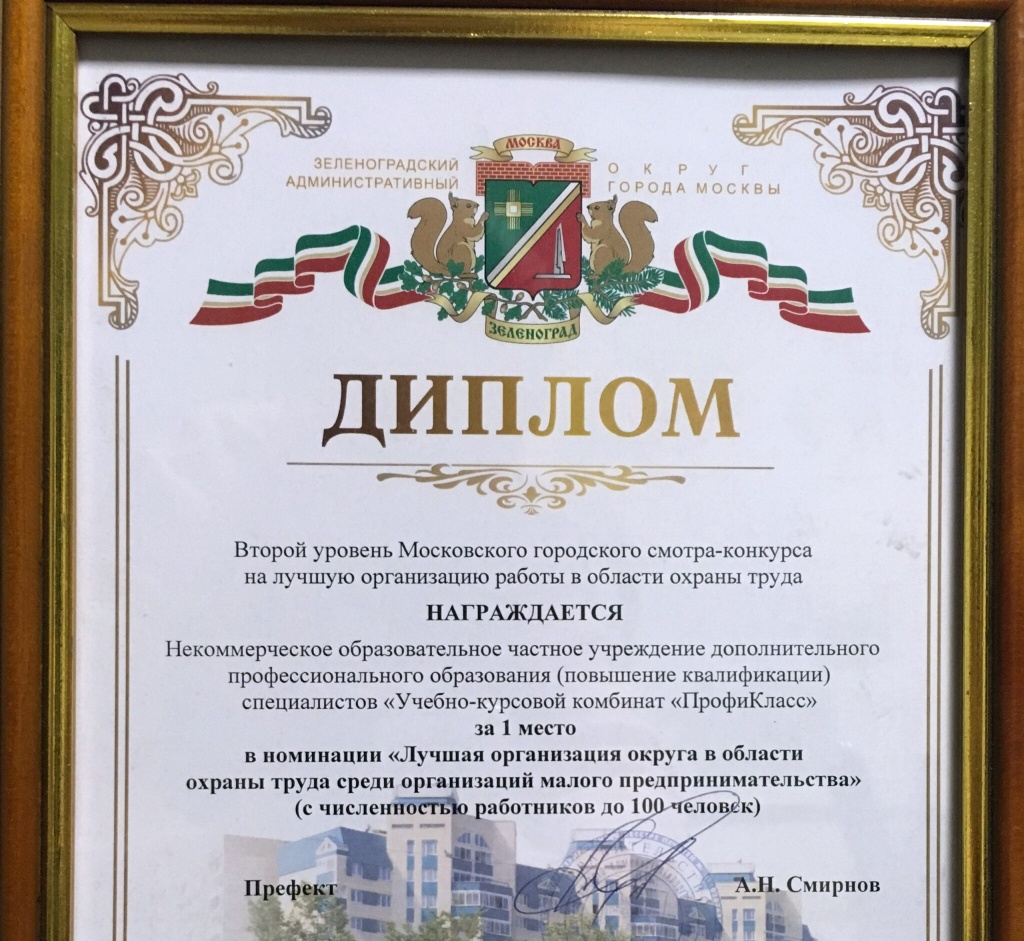 МОСКВА
ЗЕЛЕНОГРАДСКИЙ ОКРУГ
АДМИНИСТРАТИВНЫЙ ГОРОДА МОСКВЫ
ЗЕЛЕНОГРАД
ДИПЛОМ
Второй уровень Московского городского смотра-конкурса
на лучшую организацию работы в области охраны труда
НАГРАЖДАЕТСЯ
Некоммерческое образовательное частное учреждение дополнительного
профессионального образования (повышение квалификации)
специалистов «Учебно-курсовой комбинат «ПрофиКласс»
за 1 место
в номинации «Лучшая организация округа в области
охраны труда среди организаций малого предпринимательства»
(с численностью работников до 100 человек)
Префект А.Н. Смирнов